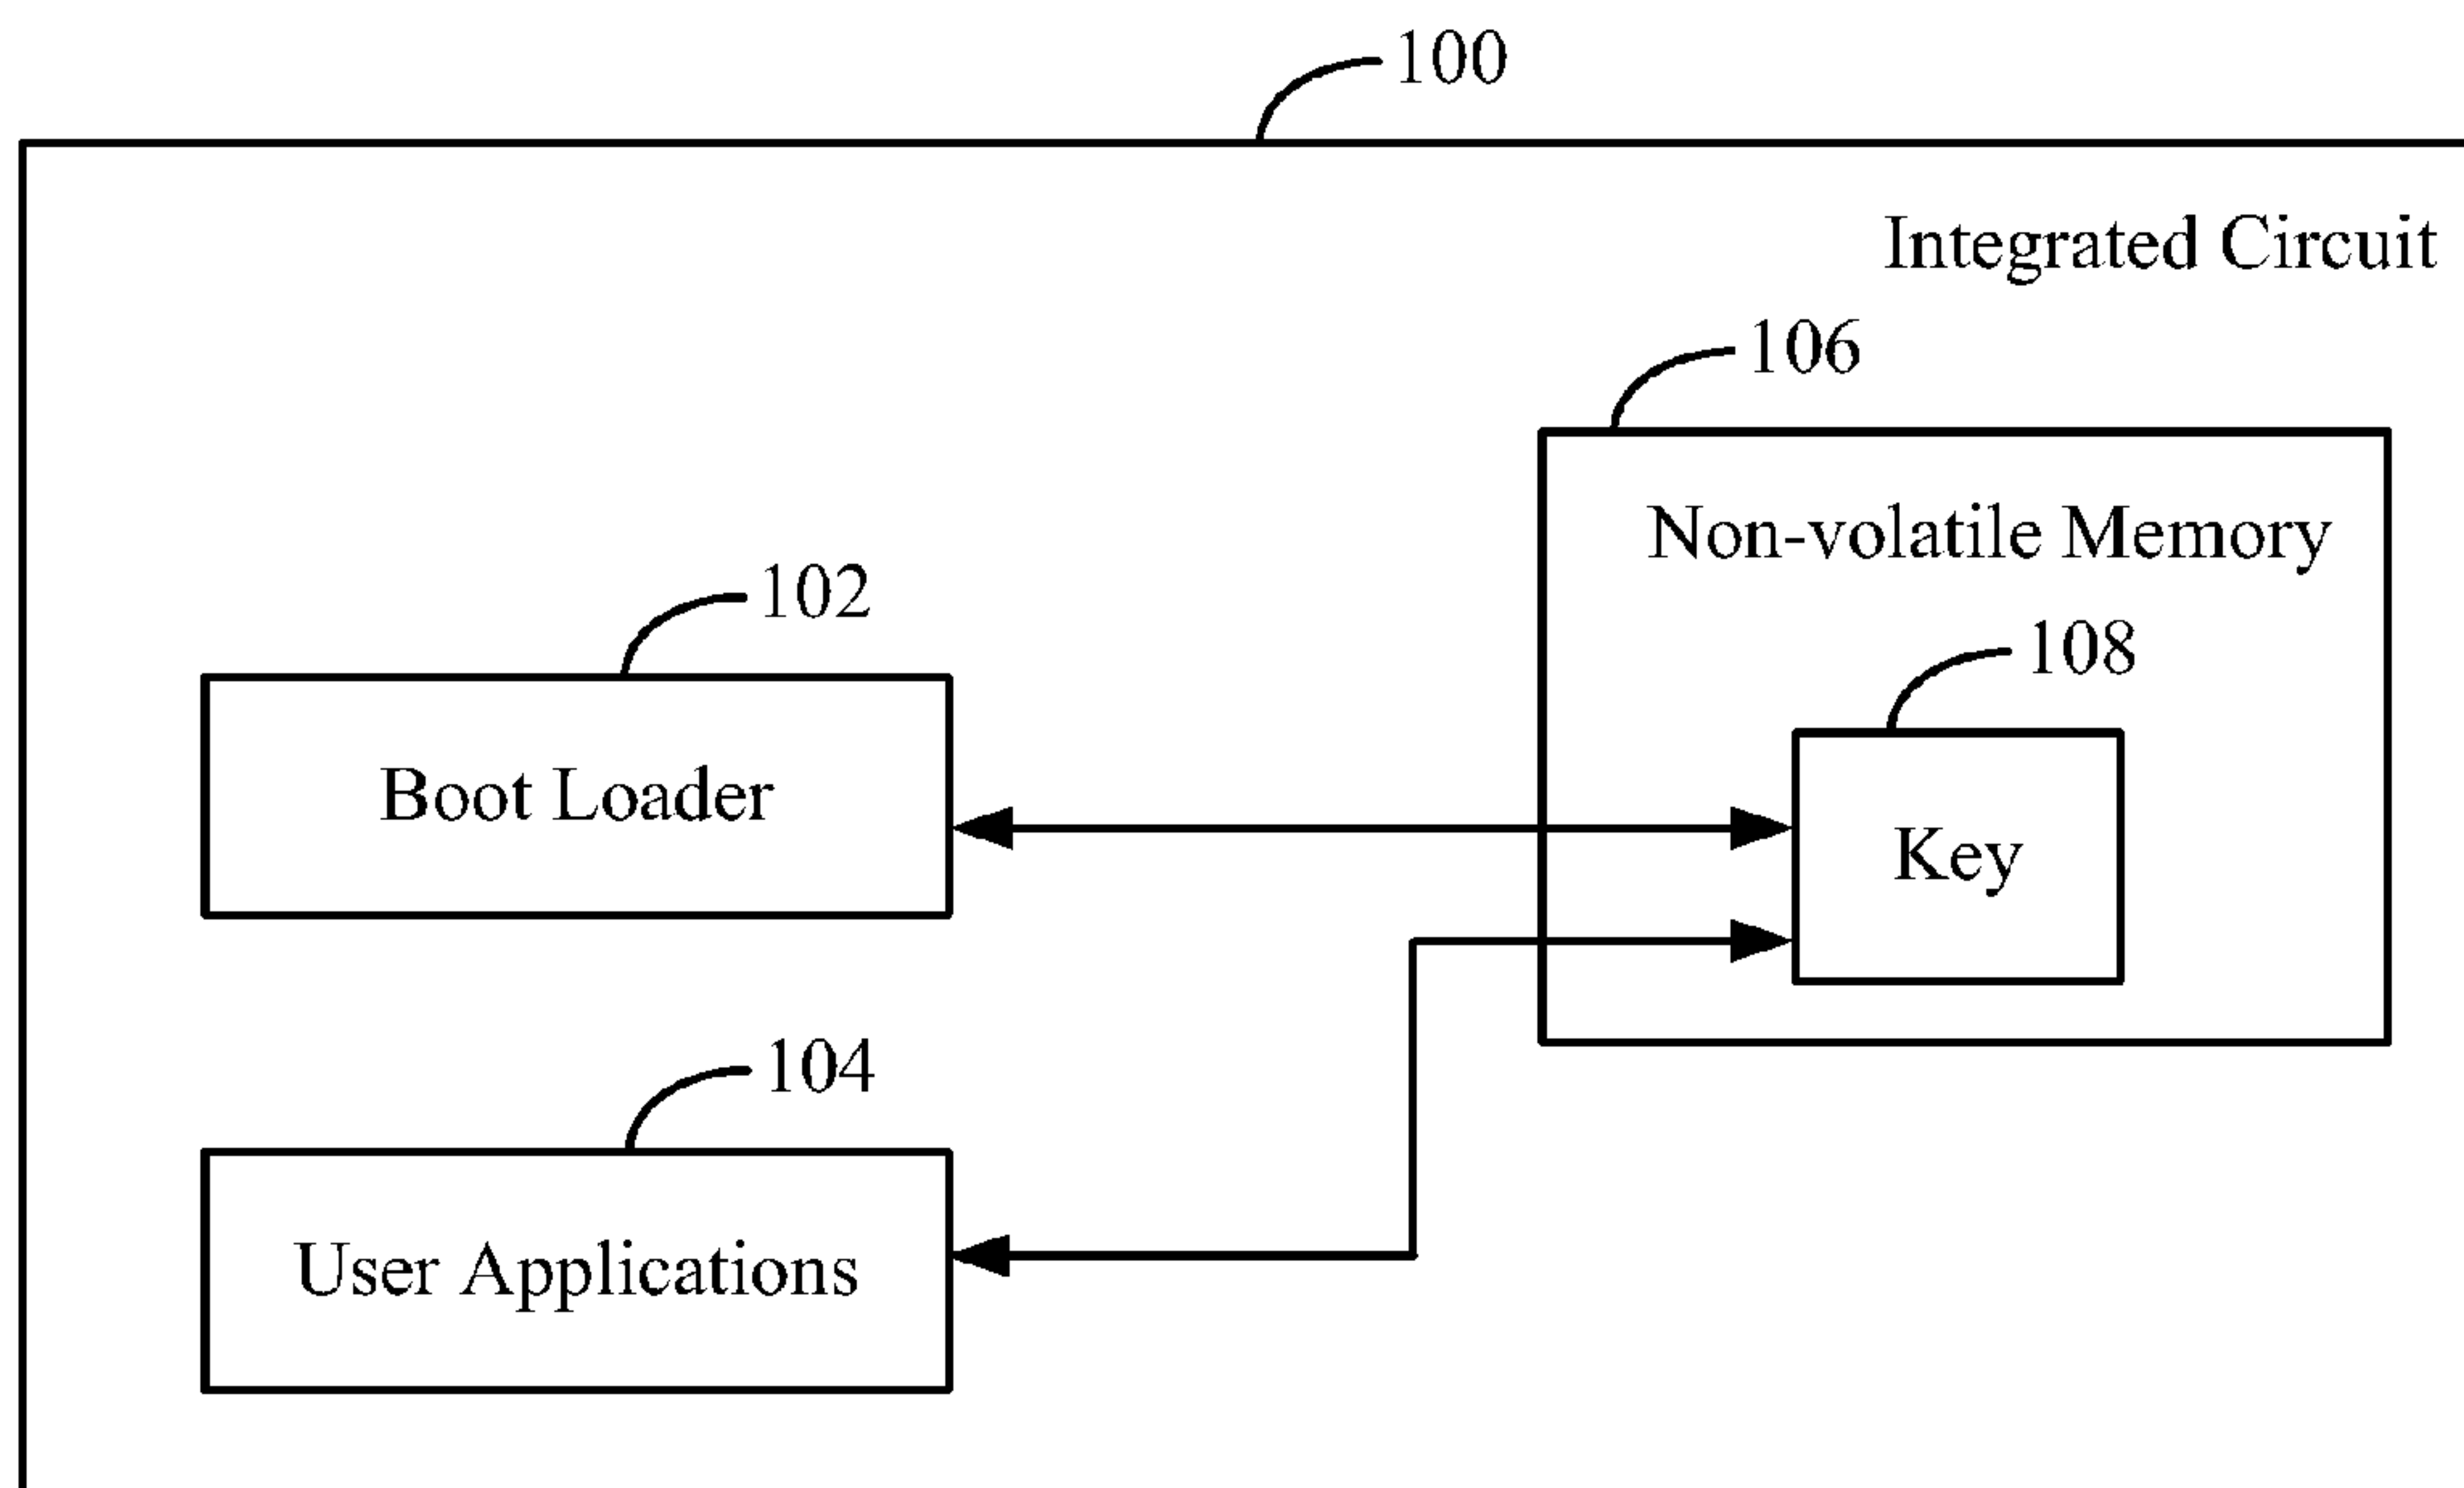 100
Integrated Circuit
106
Non-volatile Memory
102
108
Boot Loader
Key
104
User Applications